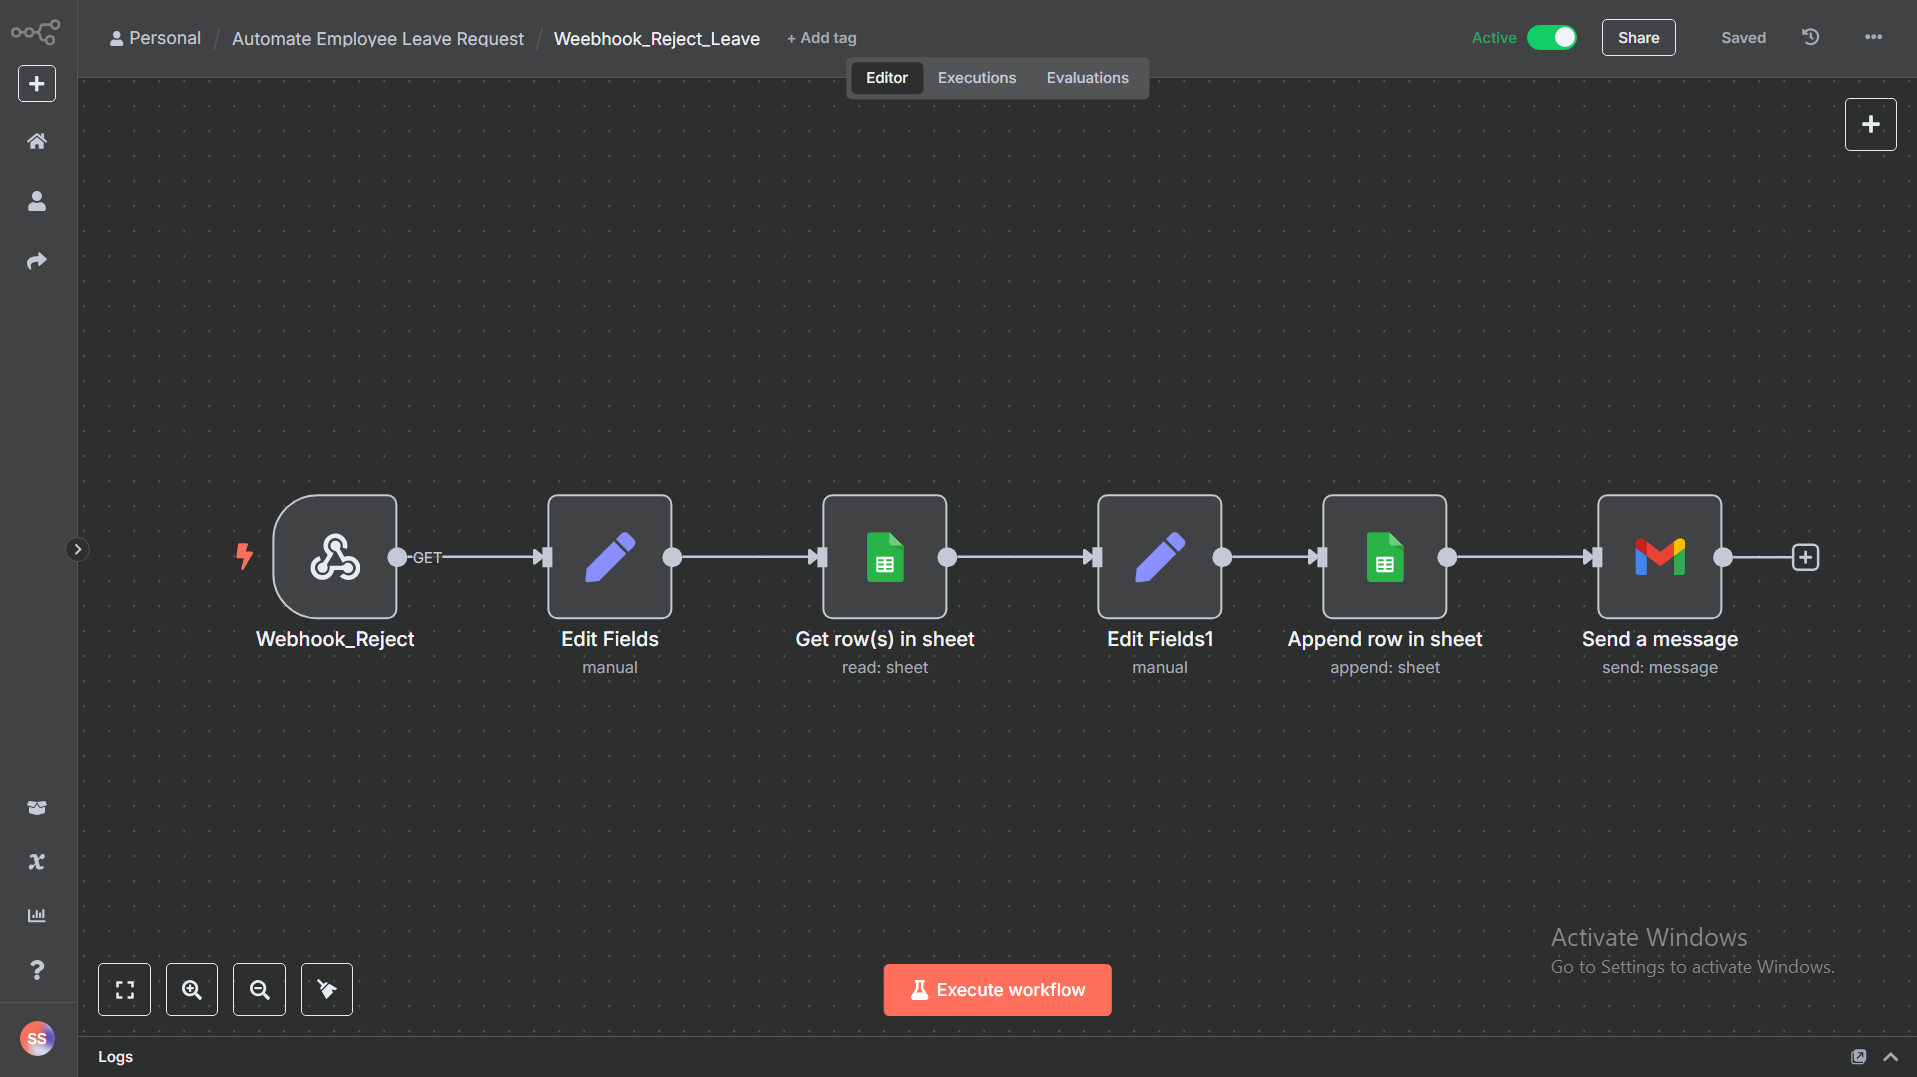 Personal / Automate Employee Leave Request / Weebhook_Reject_Leave + Add tag
Active Share Saved
Editor Executions Evaluations
GET
Webhook_Reject
Edit Fields
manual
Get row(s) in sheet
read: sheet
Edit Fields1
manual
Append row in sheet
append: sheet
Send a message
send: message
Activate Windows
Go to Settings to activate Windows.
Execute workflow
SS
Logs